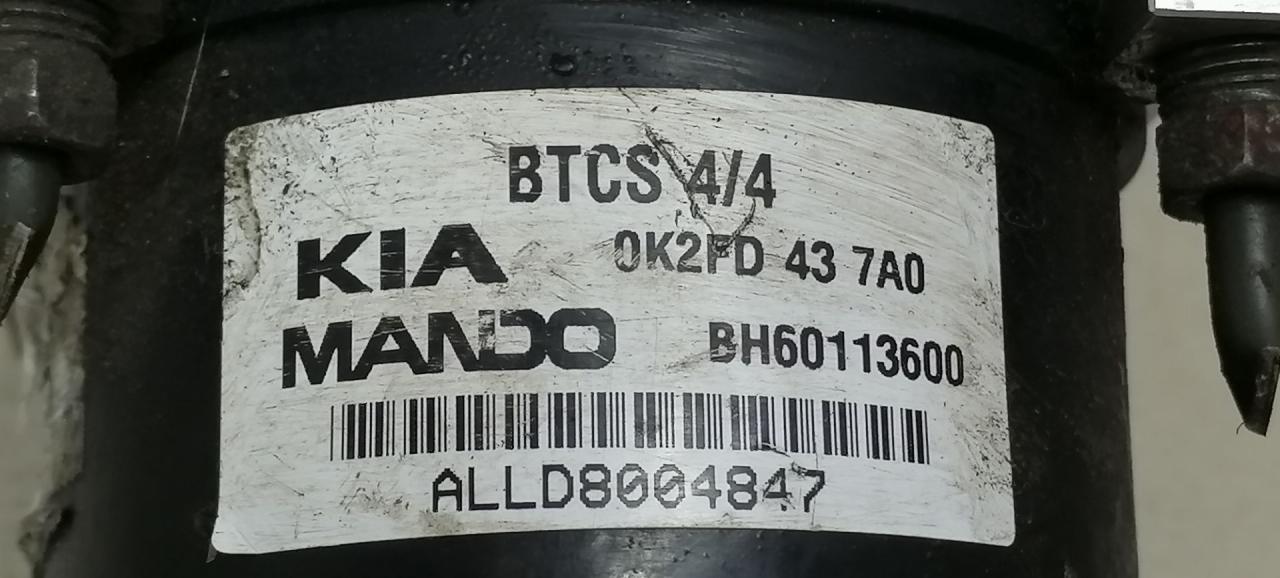 BTCS 4/4
KIA 0K2FD 43 7A0
MANDO BH60113600
ALLD8004847